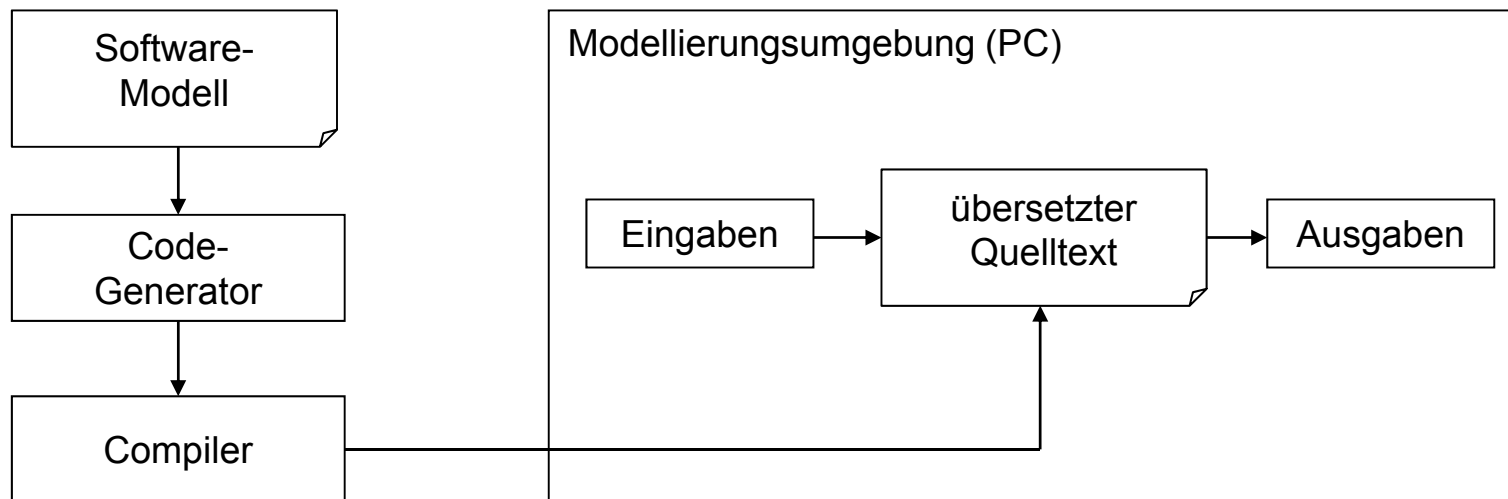 Software-
Modell
Code-
Generator
Compiler
Modellierungsumgebung (PC)
Eingaben
übersetzter
Quelltext
Ausgaben